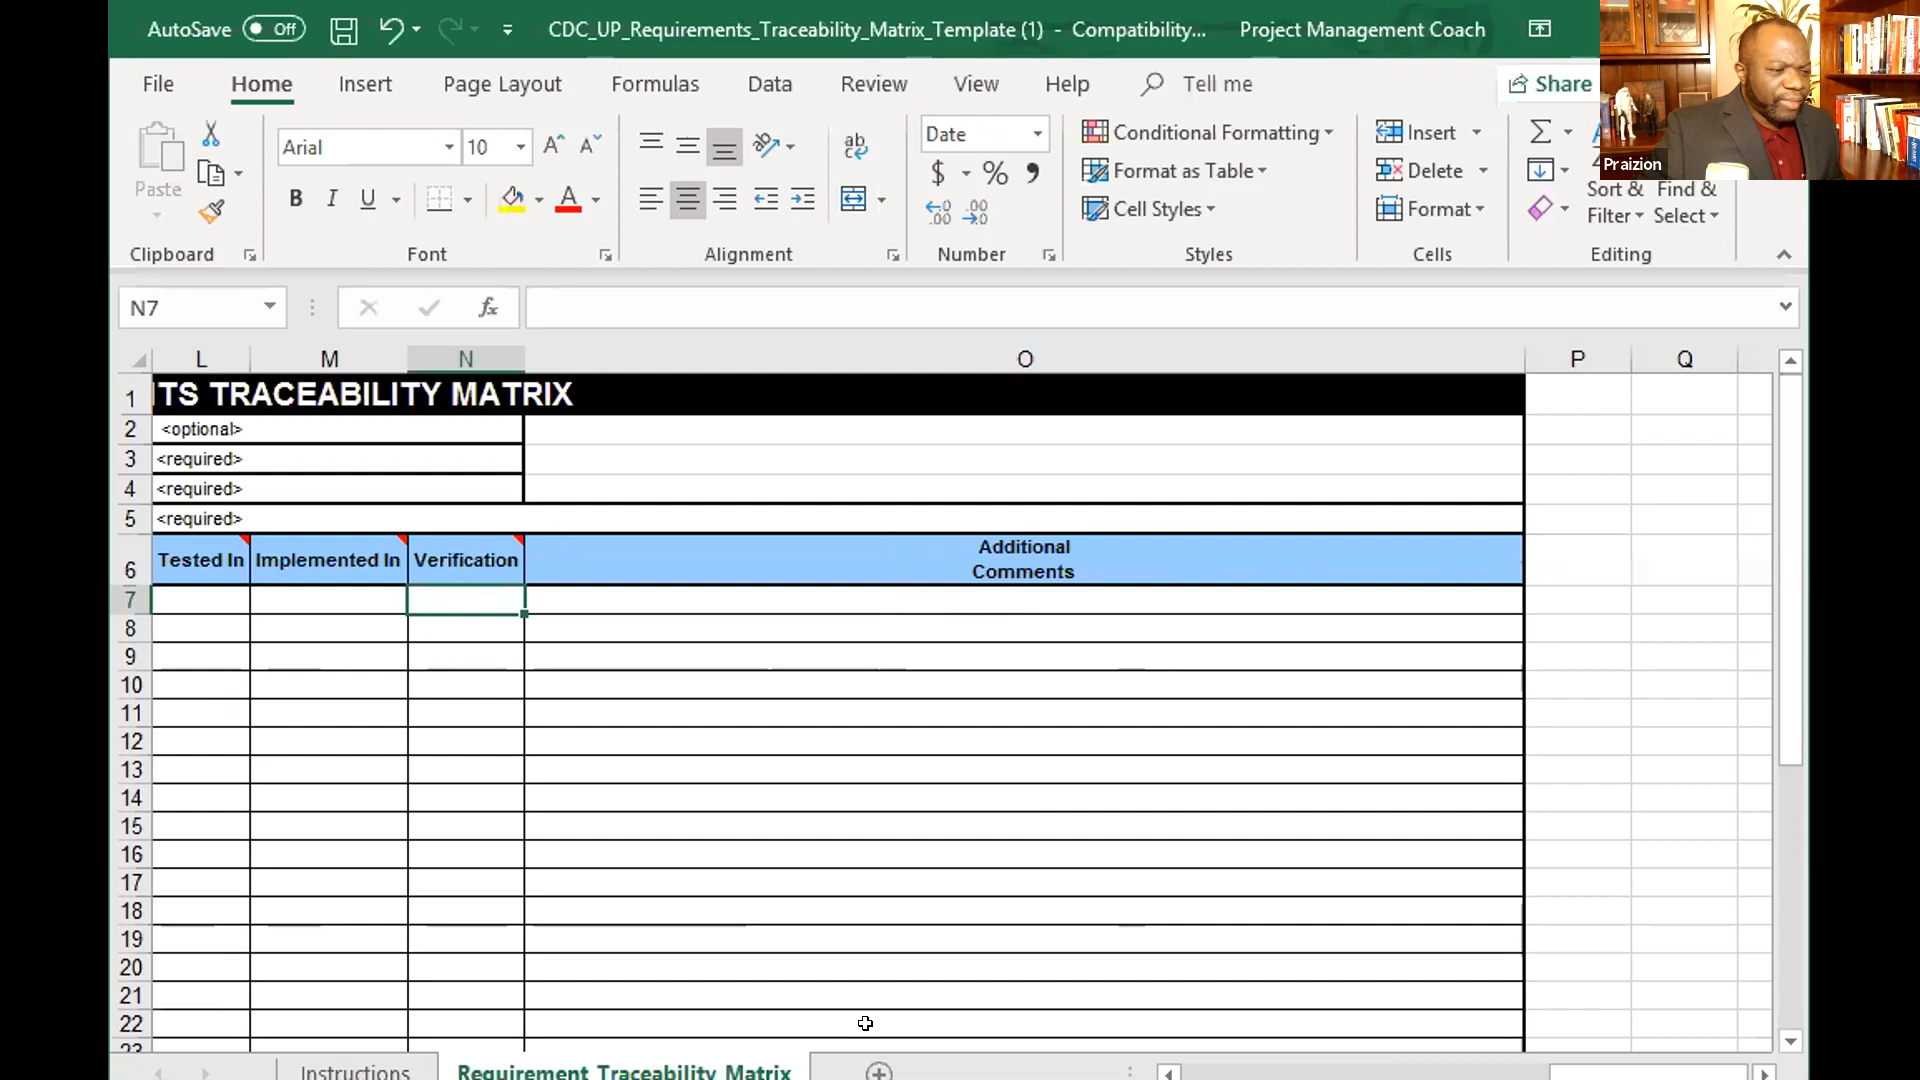 AutoSave Off CDC_UP_Requirements_Traceability_Matrix_Template (1) - Compatibility... Project Management Coach
File Home Insert Page Layout Formulas Data Review View Help Tell me Share
Praizion
Paste
Arial 10
B I U A
ab
Date
$ % 9
Conditional Formatting
Format as Table
Cell Styles
Insert
Delete
Format
Sort & Filter
Find & Select
Clipboard Font Alignment Number Styles Cells Editing
N7 fx
L M N O P Q
1 ITS TRACEABILITY MATRIX
2 <optional>
3 <required>
4 <required>
5 <required>
6 Tested In Implemented In Verification Additional Comments
7
8
9
10
11
12
13
14
15
16
17
18
19
20
21
22
23
Instructions Requirement Traceability Matrix